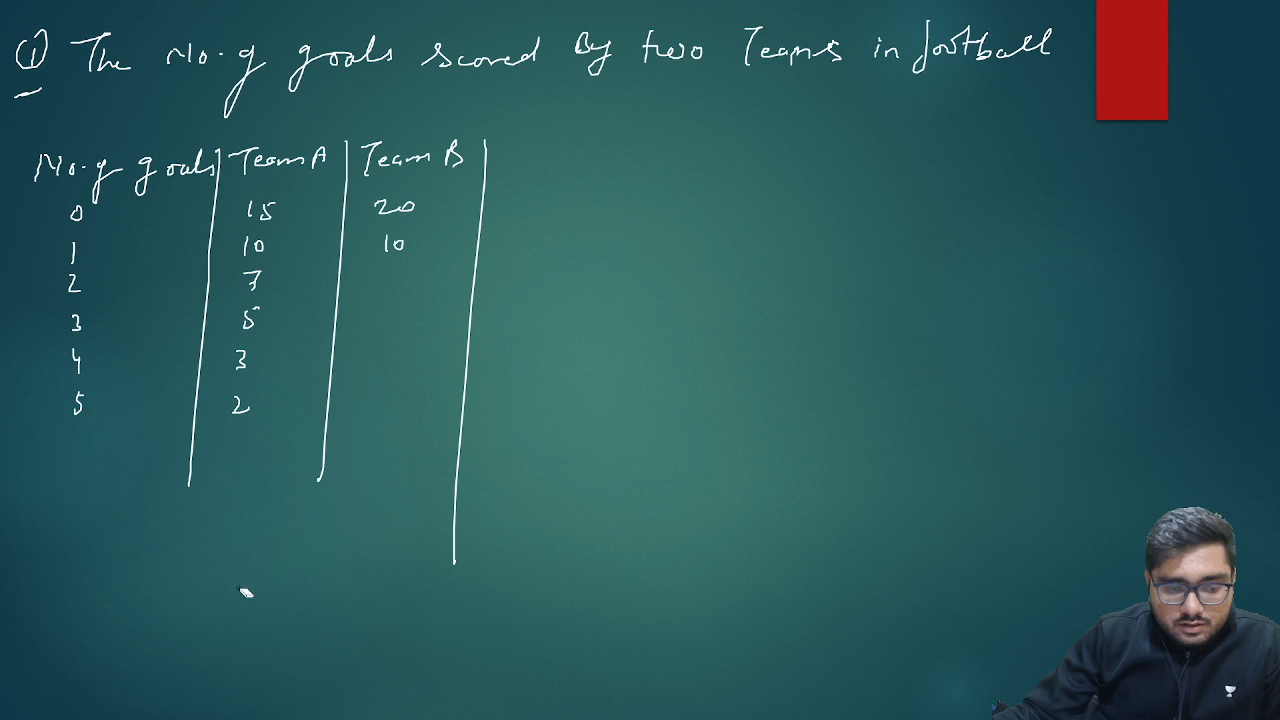 ① The No. of goals scored By two Teams in football
No. of goals Team A Team B
0 15 20
1 10 10
2 7
3 5
4 3
5 2